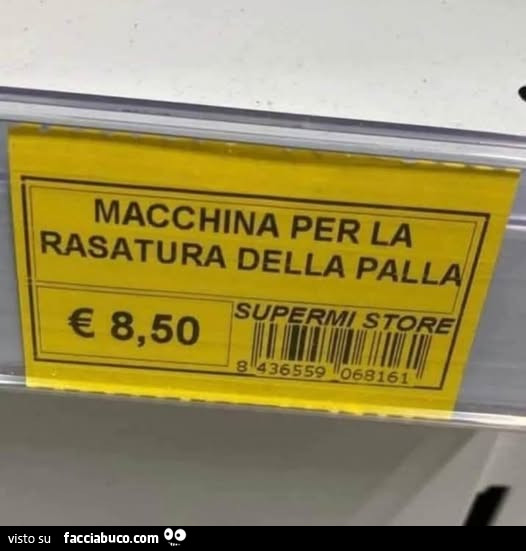 MACCHINA PER LA
RASATURA DELLA PALLA
€ 8,50
SUPERMI STORE
8 436559 068161
visto su facciabuco.com